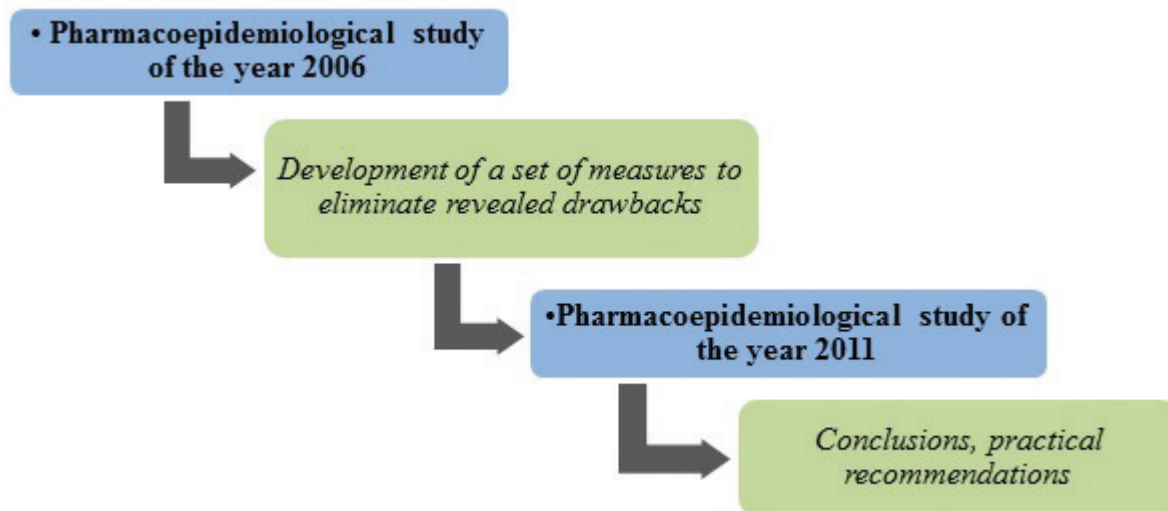 • Pharmacoepidemiological study
of the year 2006
Development of a set of measures to
eliminate revealed drawbacks
•Pharmacoepidemiological study of
the year 2011
Conclusions, practical
recommendations